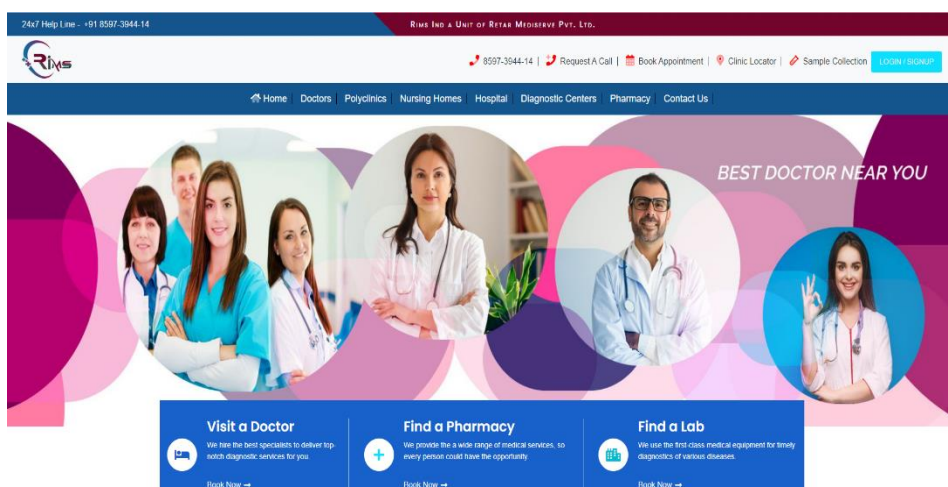 24x7 Help Line - +91 8597-3944-14
Rims Ind a Unit of Retar Mediserve Pvt. Ltd.
Rims
8597-3944-14 | Request A Call | Book Appointment | Clinic Locator | Sample Collection LOGIN / SIGNUP
Home Doctors Polyclinics Nursing Homes Hospital Diagnostic Centers Pharmacy Contact Us
BEST DOCTOR NEAR YOU
Visit a Doctor
We hire the best specialists to deliver top-
notch diagnostic services for you.
Book Now →
Find a Pharmacy
We provide the a wide range of medical services, so
every person could have the opportunity.
Book Now →
Find a Lab
We use the first-class medical equipment for timely
diagnostics of various diseases.
Book Now →